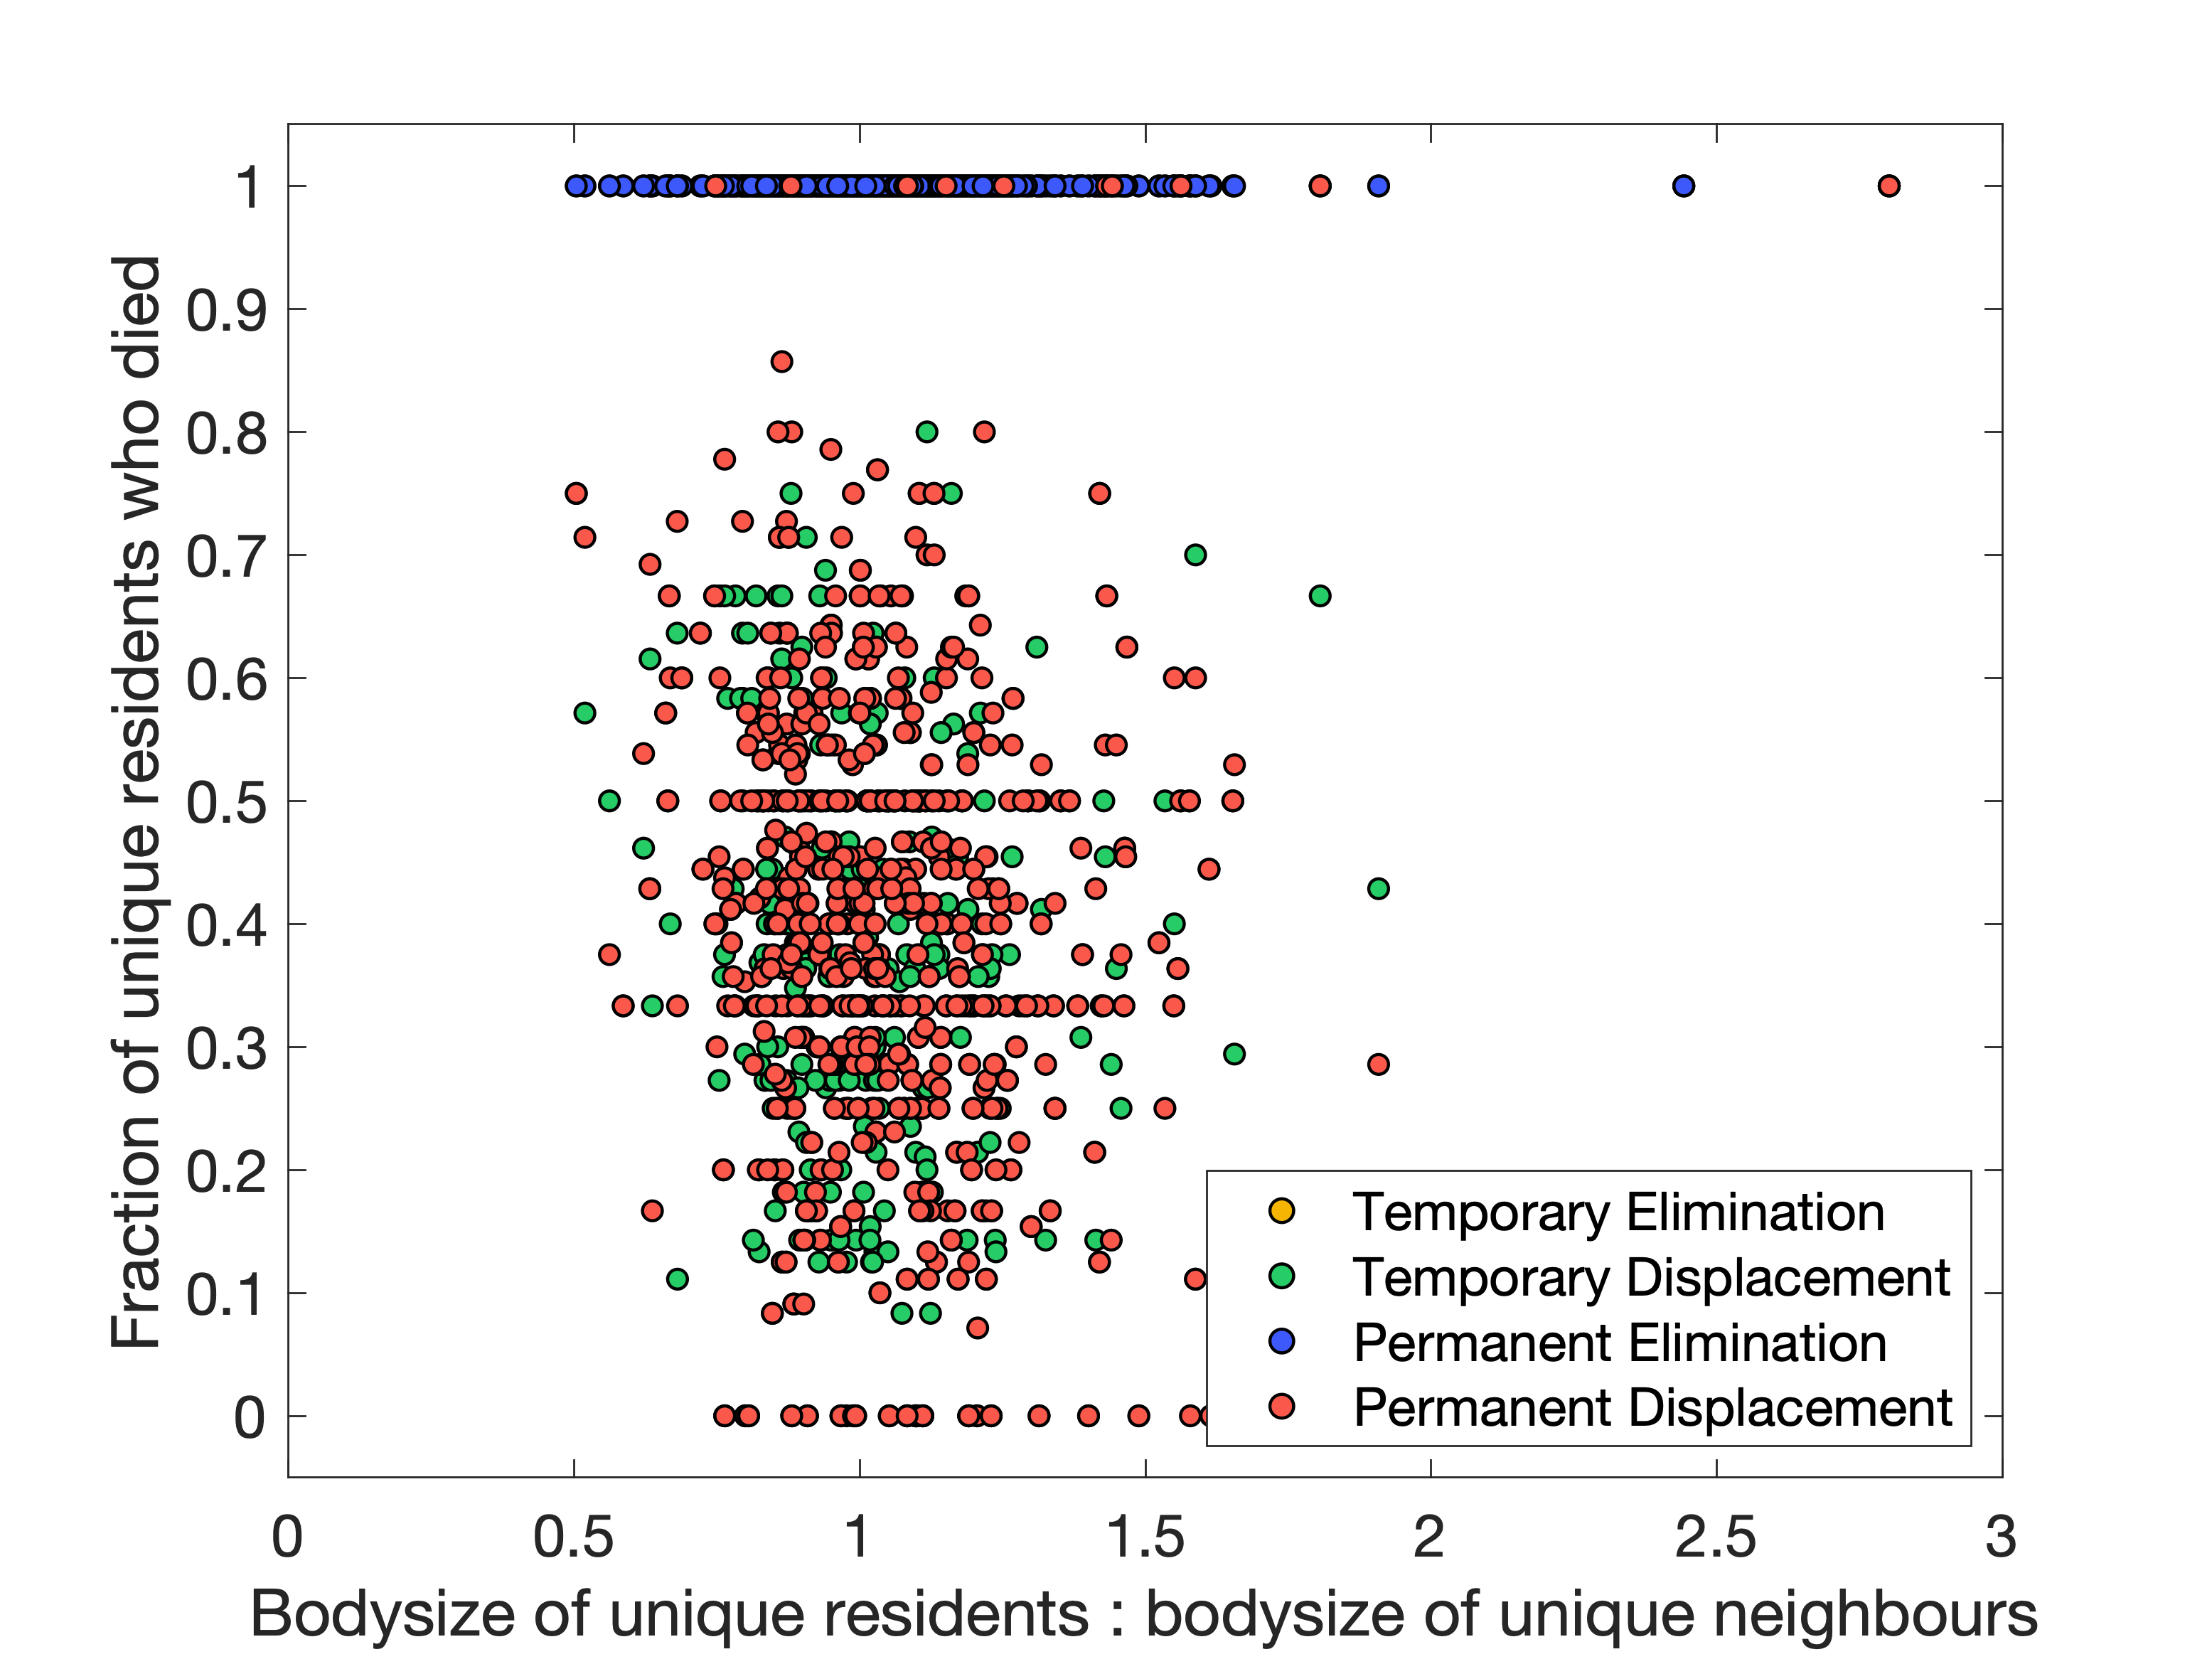 Fraction of unique residents who died
1
0.9
0.8
0.7
0.6
0.5
0.4
0.3
0.2
0.1
0
Temporary Elimination
Temporary Displacement
Permanent Elimination
Permanent Displacement
0 0.5 1 1.5 2 2.5 3
Bodysize of unique residents : bodysize of unique neighbours